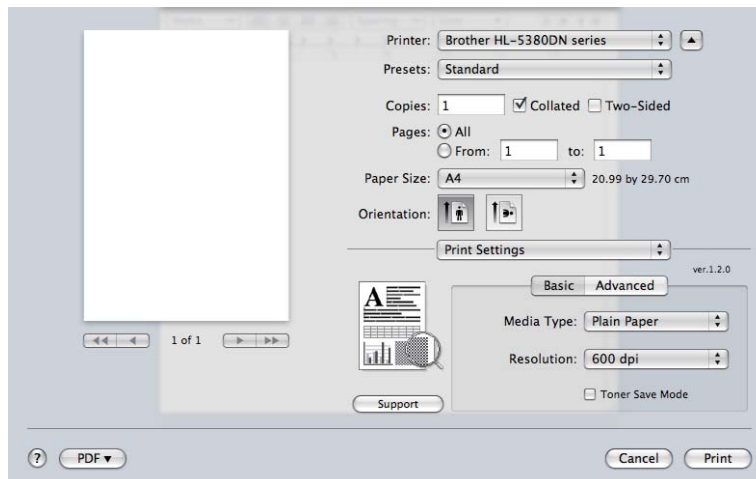 Printer: Brother HL-5380DN series
Presets: Standard
Copies: 1 Collated Two-Sided
Pages: All
From: 1 to: 1
Paper Size: A4 20.99 by 29.70 cm
Orientation:
Print Settings
ver.1.2.0
Basic Advanced
A
Media Type: Plain Paper
1 of 1
Resolution: 600 dpi
Toner Save Mode
Support
? PDF▼ Cancel Print